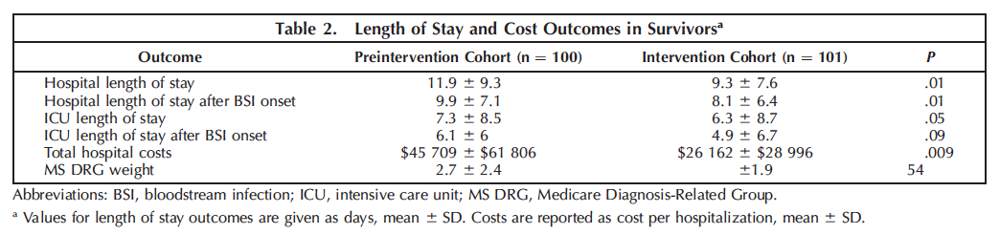 Table 2. Length of Stay and Cost Outcomes in Survivorsa
Outcome Preintervention Cohort (n = 100) Intervention Cohort (n = 101) P
Hospital length of stay 11.9 ± 9.3 9.3 ± 7.6 .01
Hospital length of stay after BSI onset 9.9 ± 7.1 8.1 ± 6.4 .01
ICU length of stay 7.3 ± 8.5 6.3 ± 8.7 .05
ICU length of stay after BSI onset 6.1 ± 6 4.9 ± 6.7 .09
Total hospital costs $45 709 ± $61 806 $26 162 ± $28 996 .009
MS DRG weight 2.7 ± 2.4 ±1.9 54
Abbreviations: BSI, bloodstream infection; ICU, intensive care unit; MS DRG, Medicare Diagnosis-Related Group.
a Values for length of stay outcomes are given as days, mean ± SD. Costs are reported as cost per hospitalization, mean ± SD.